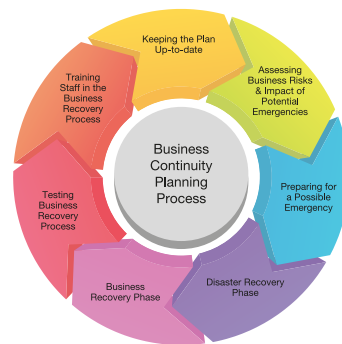 Keeping the Plan
Up-to-date
Assessing
Business Risks
& Impact of
Potential
Emergencies
Preparing for
a Possible
Emergency
Disaster Recovery
Phase
Business
Recovery Phase
Testing
Business
Recovery
Process
Training
Staff in the
Business
Recovery
Process
Business
Continuity
Planning
Process